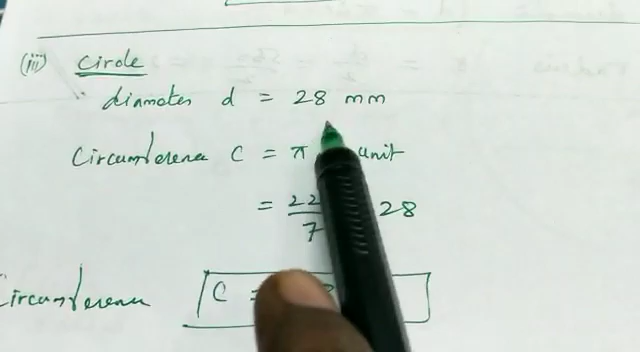 (iii) Circle
diameter d = 28 mm
Circumference C = π unit
= 22/7 28
Circumference C =